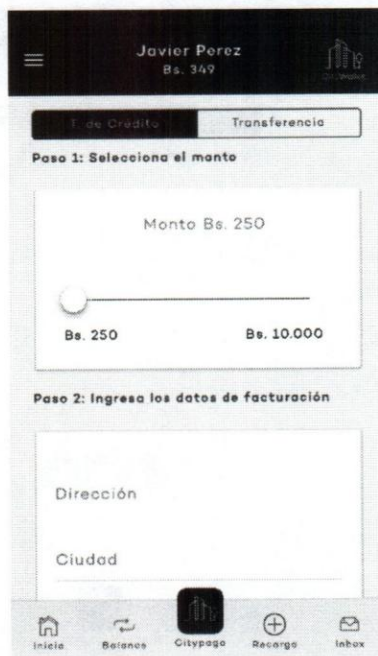 Javier Perez
Bs. 349
CityWallet
T. de Crédito
Transferencia
Paso 1: Selecciona el monto
Monto Bs. 250
Bs. 250
Bs. 10.000
Paso 2: Ingresa los datos de facturación
Dirección
Ciudad
Inicio
Balance
Citypago
Recarga
Inbox